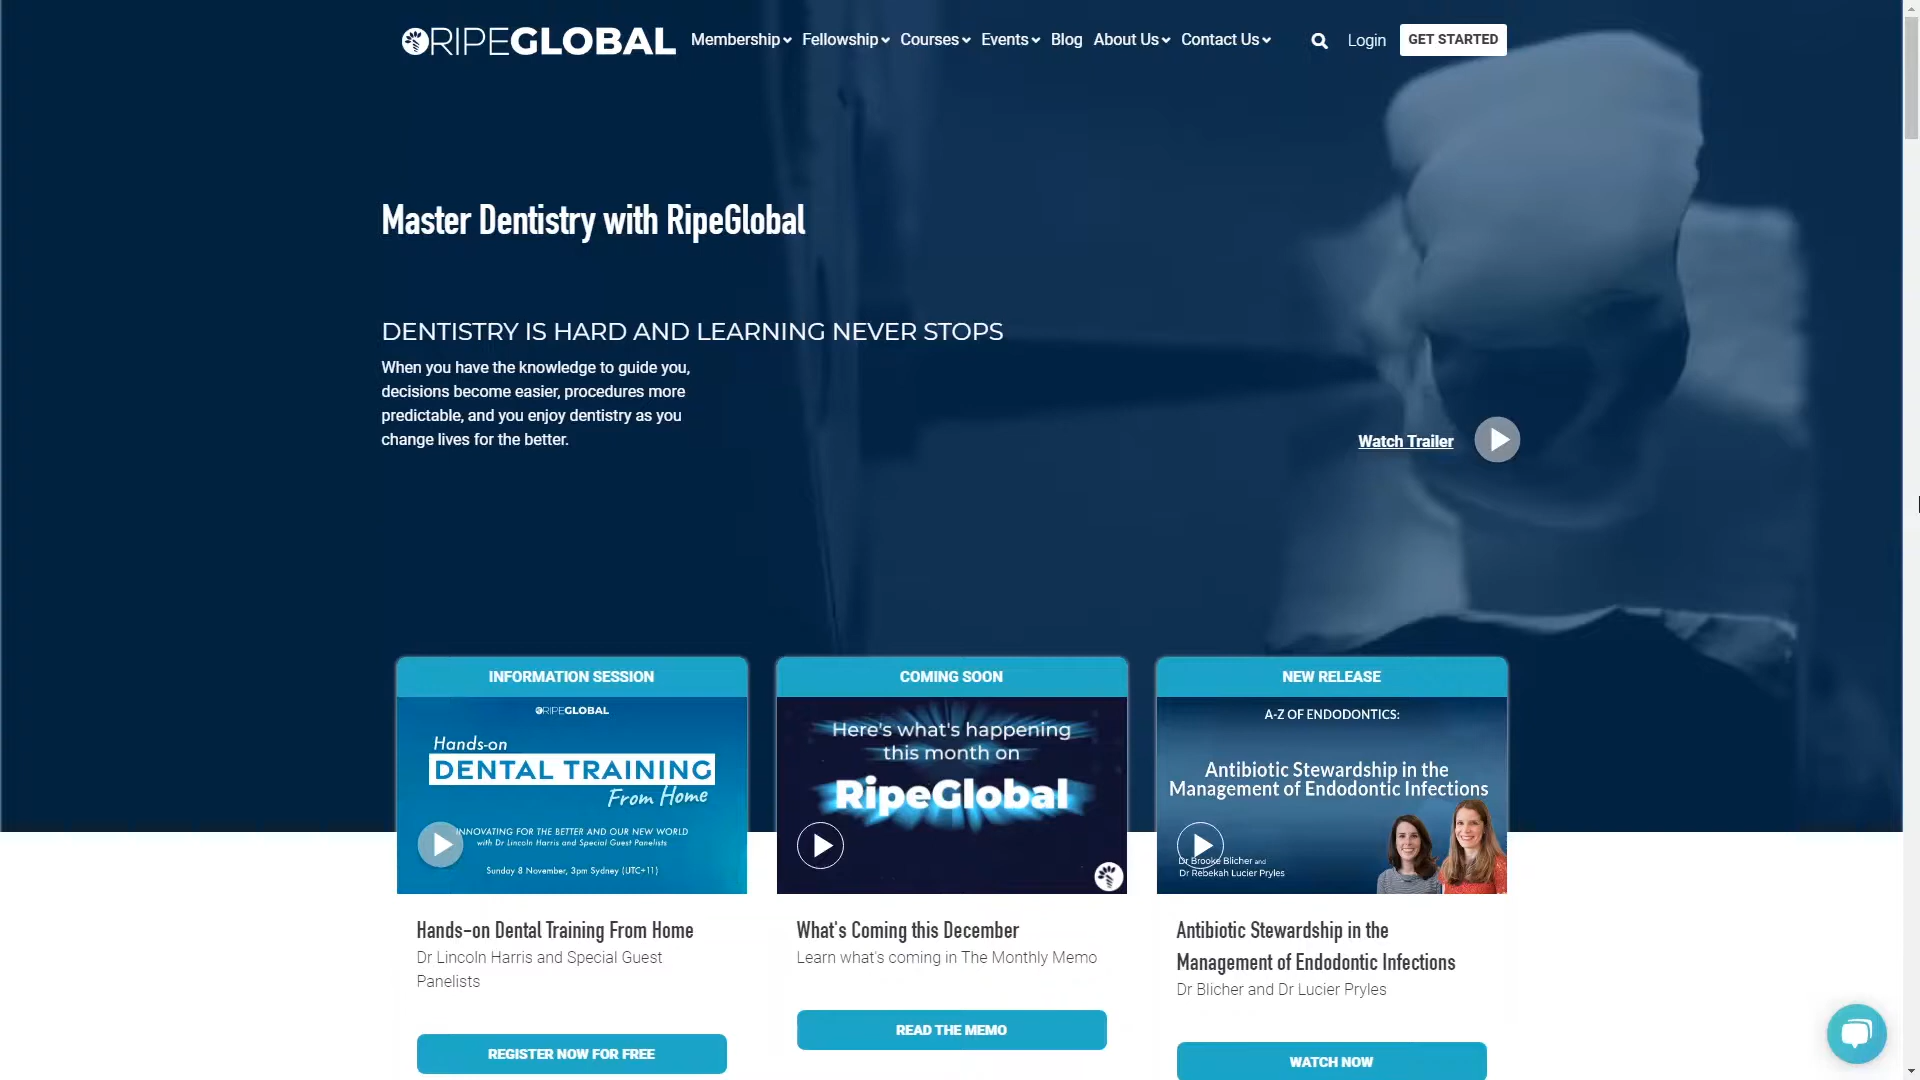 RIPEGLOBAL
Membership Fellowship Courses Events Blog About Us Contact Us Login GET STARTED
Master Dentistry with RipeGlobal
DENTISTRY IS HARD AND LEARNING NEVER STOPS
When you have the knowledge to guide you,
decisions become easier, procedures more
predictable, and you enjoy dentistry as you
change lives for the better.
Watch Trailer
INFORMATION SESSION
RIPEGLOBAL
Hands-on
DENTAL TRAINING
From Home
INNOVATING FOR THE BETTER AND OUR NEW WORLD
with Dr Lincoln Harris and Special Guest Panelists
Sunday 8 November, 3pm Sydney (UTC+11)
Hands-on Dental Training From Home
Dr Lincoln Harris and Special Guest
Panelists
REGISTER NOW FOR FREE
COMING SOON
Here's what's happening
this month on
RipeGlobal
What's Coming this December
Learn what's coming in The Monthly Memo
READ THE MEMO
NEW RELEASE
A-Z OF ENDODONTICS:
Antibiotic Stewardship in the
Management of Endodontic Infections
Dr Brooke Blicher and
Dr Rebekah Lucier Pryles
Antibiotic Stewardship in the
Management of Endodontic Infections
Dr Blicher and Dr Lucier Pryles
WATCH NOW